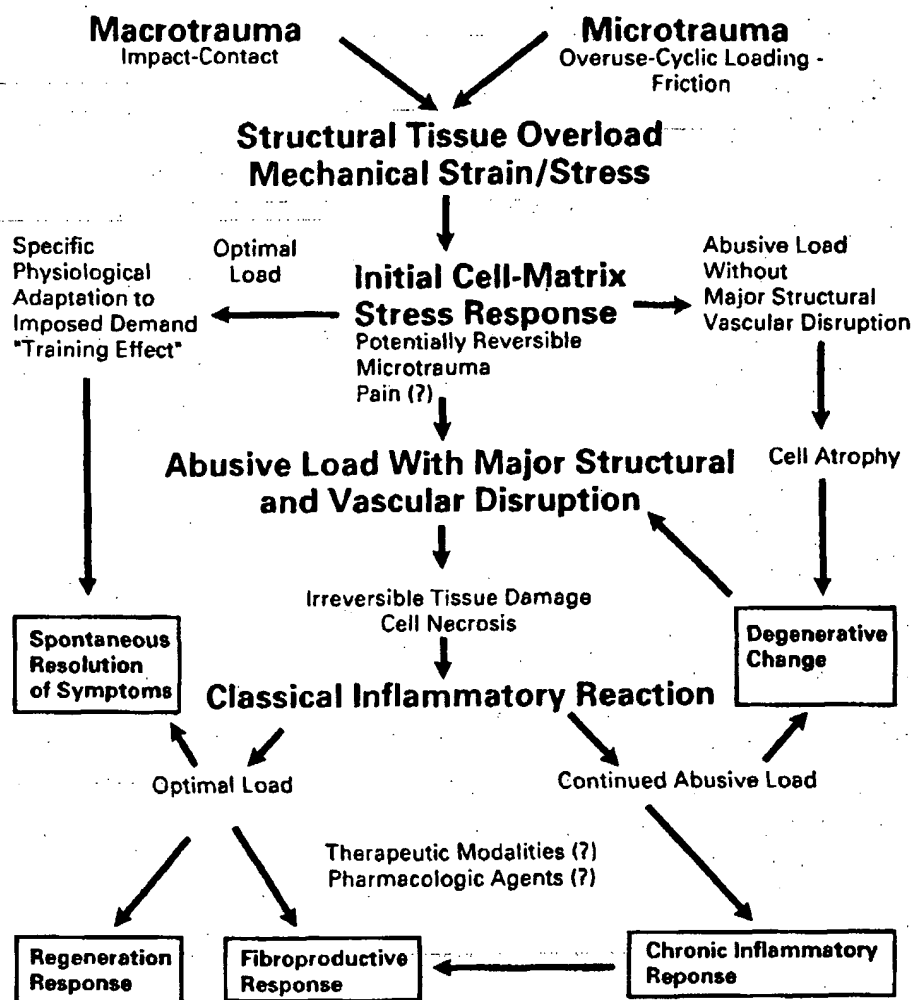 Macrotrauma
Impact-Contact
Microtrauma
Overuse-Cyclic Loading -
Friction
Structural Tissue Overload
Mechanical Strain/Stress
Specific
Physiological
Adaptation to
Imposed Demand
"Training Effect"
Optimal
Load
Initial Cell-Matrix
Stress Response
Potentially Reversible
Microtrauma
Pain (?)
Abusive Load
Without
Major Structural
Vascular Disruption
Abusive Load With Major Structural
and Vascular Disruption
Cell Atrophy
Irreversible Tissue Damage
Cell Necrosis
Spontaneous
Resolution
of Symptoms
Degenerative
Change
Classical Inflammatory Reaction
Optimal Load
Continued Abusive Load
Therapeutic Modalities (?)
Pharmacologic Agents (?)
Regeneration
Response
Fibroproductive
Response
Chronic Inflammatory
Reponse